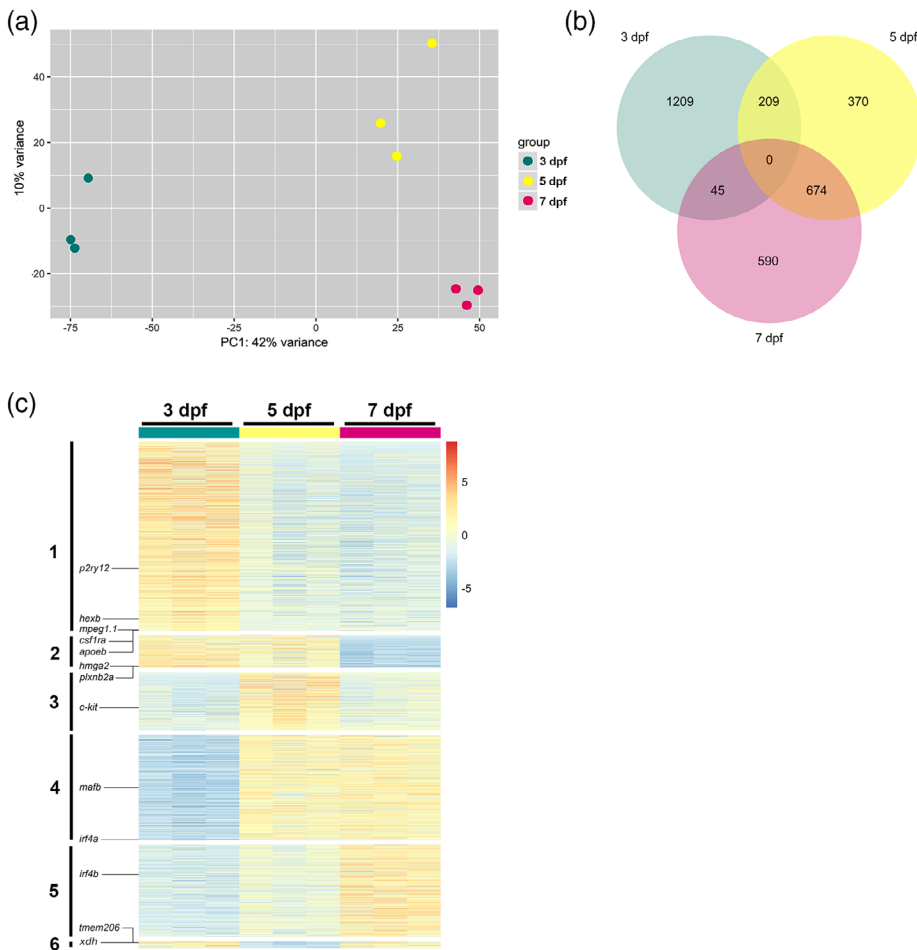 (a)
40
20
0
-20
10% variance
-75
-50
-25
0
25
50
PC1: 42% variance
group
3 dpf
5 dpf
7 dpf
(b)
3 dpf
5 dpf
1209
209
370
0
45
674
590
7 dpf
(c)
3 dpf 5 dpf 7 dpf
5
0
-5
1
p2ry12
hexb
mpeg1.1
csf1ra
2
apoeb
hmga2
plxnb2a
3
c-kit
4
mafb
irf4a
irf4b
5
tmem206
6
xdh